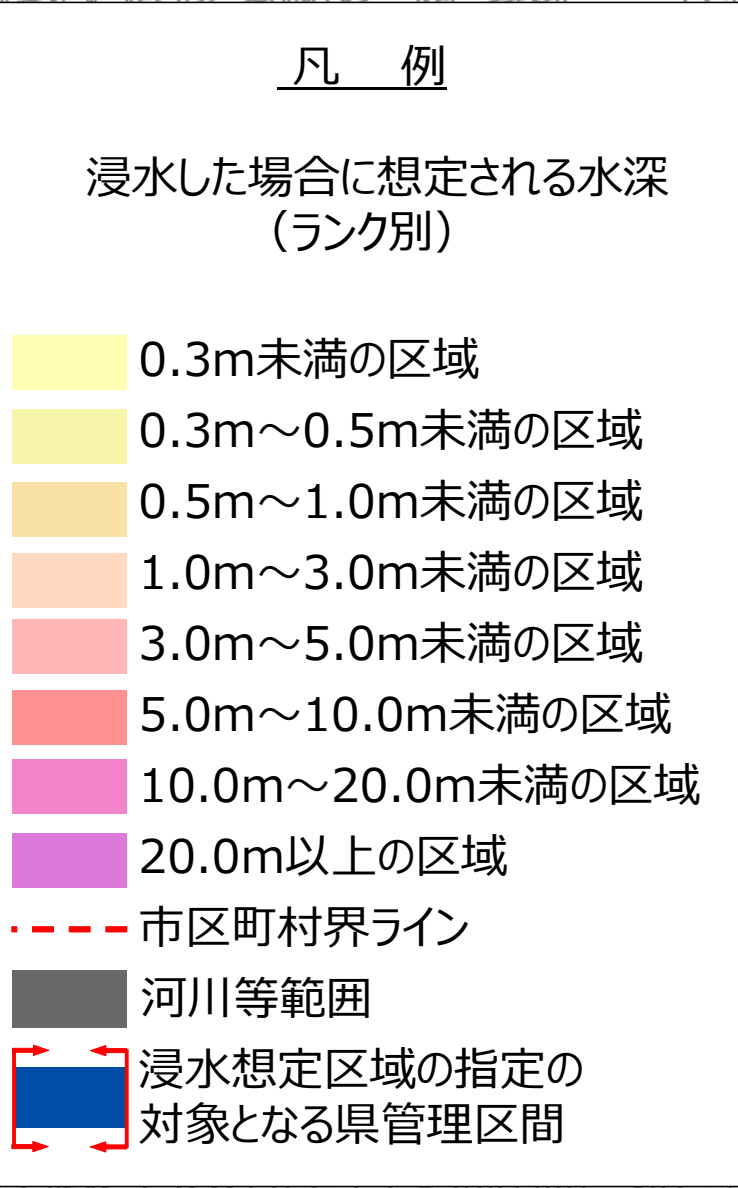 凡　例
浸水した場合に想定される水深
（ランク別）
0.3m未満の区域
0.3m～0.5m未満の区域
0.5m～1.0m未満の区域
1.0m～3.0m未満の区域
3.0m～5.0m未満の区域
5.0m～10.0m未満の区域
10.0m～20.0m未満の区域
20.0m以上の区域
市区町村界ライン
河川等範囲
浸水想定区域の指定の
対象となる県管理区間